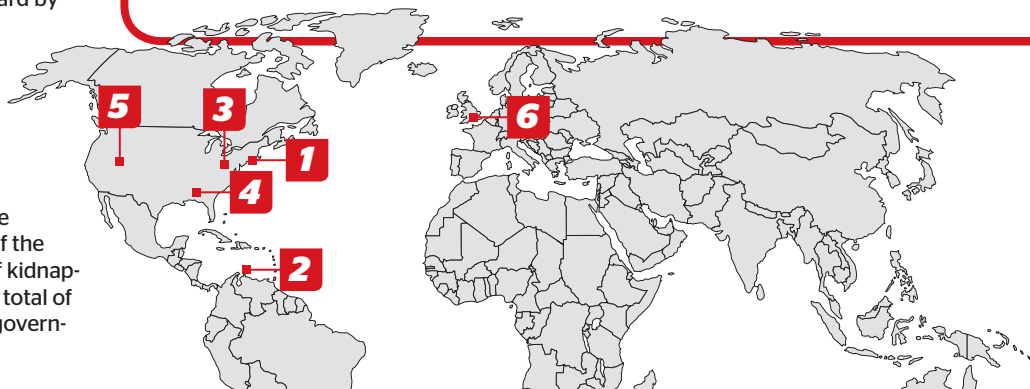 ard by
e
f the
f kidnap-
total of
govern-
5
3
1
4
2
6